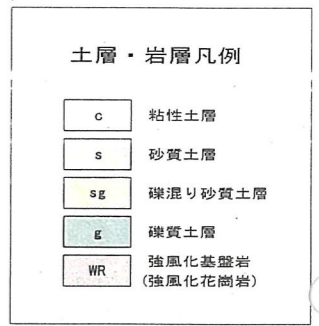 土層・岩層凡例
c 粘性土層
s 砂質土層
sg 礫混り砂質土層
g 礫質土層
WR 強風化基盤岩
(強風化花崗岩)